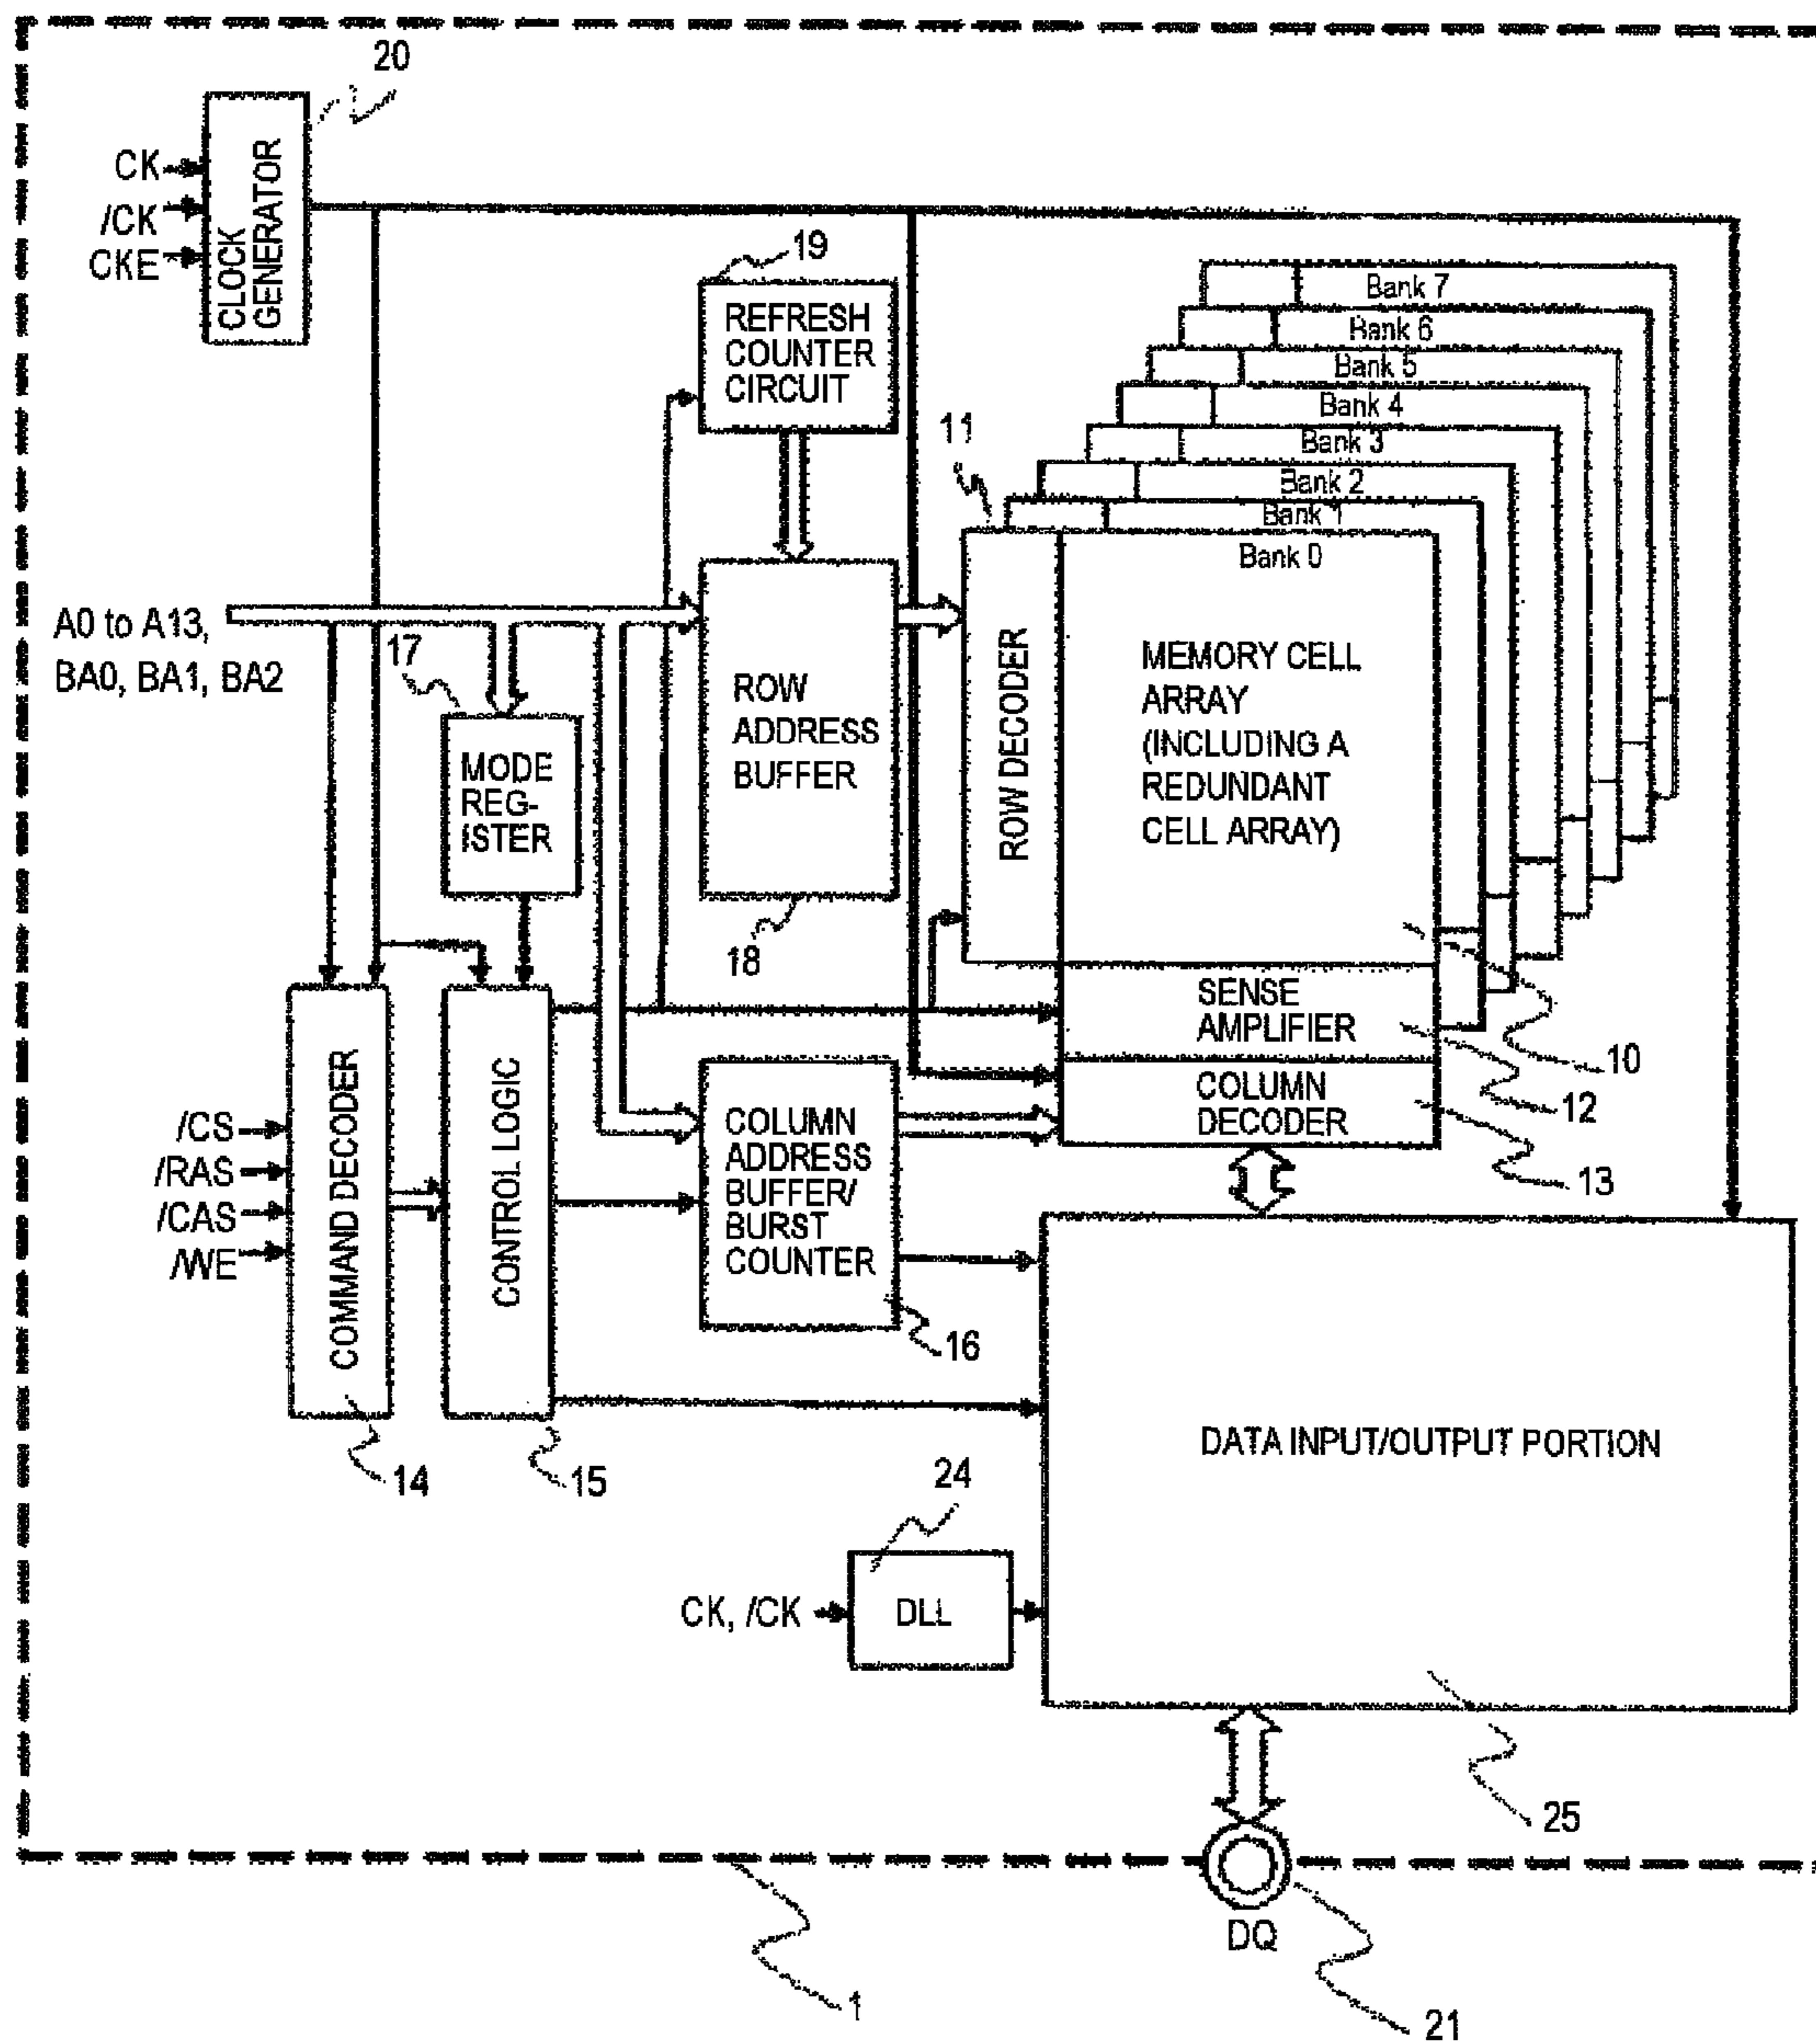 20
CK
/CK
CKE
CLOCK
GENERATOR
19
REFRESH
COUNTER
CIRCUIT
Bank 7
Bank 6
Bank 5
Bank 4
Bank 3
Bank 2
Bank 1
Bank 0
11
A0 to A13,
BA0, BA1, BA2
17
MODE
REG-
ISTER
ROW
ADDRESS
BUFFER
18
ROW DECODER
MEMORY CELL
ARRAY
(INCLUDING A
REDUNDANT
CELL ARRAY)
SENSE
AMPLIFIER
COLUMN
DECODER
10
12
13
/CS
/RAS
/CAS
/WE
COMMAND DECODER
CONTROL LOGIC
COLUMN
ADDRESS
BUFFER/
BURST
COUNTER
16
14
15
DATA INPUT/OUTPUT PORTION
24
CK, /CK
DLL
25
DQ
1
21